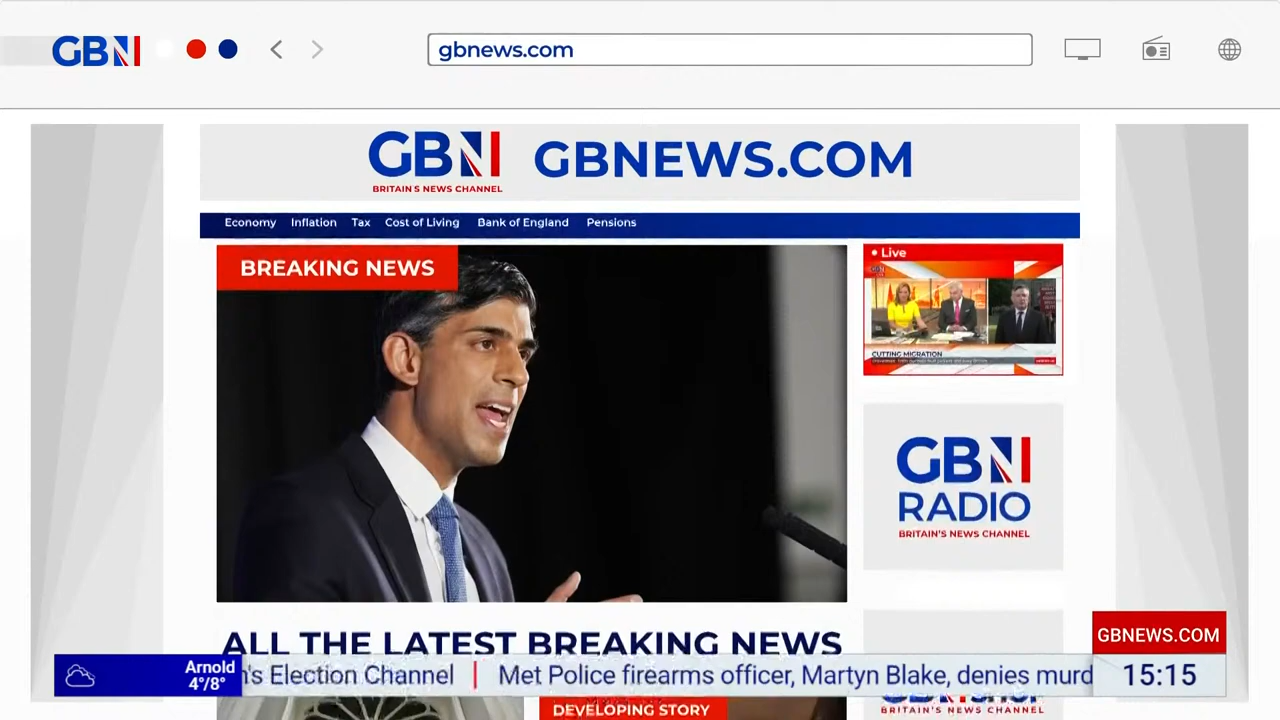 GBN
gbnews.com
GBN
BRITAIN'S NEWS CHANNEL
GBNEWS.COM
Economy Inflation Tax Cost of Living Bank of England Pensions
BREAKING NEWS
Live
CUTTING MIGRATION
GBN
RADIO
BRITAIN'S NEWS CHANNEL
ALL THE LATEST BREAKING NEWS
GBNEWS.COM
Arnold
4°/8°
n's Election Channel | Met Police firearms officer, Martyn Blake, denies murd
15:15
DEVELOPING STORY
BRITAIN'S NEWS CHANNEL